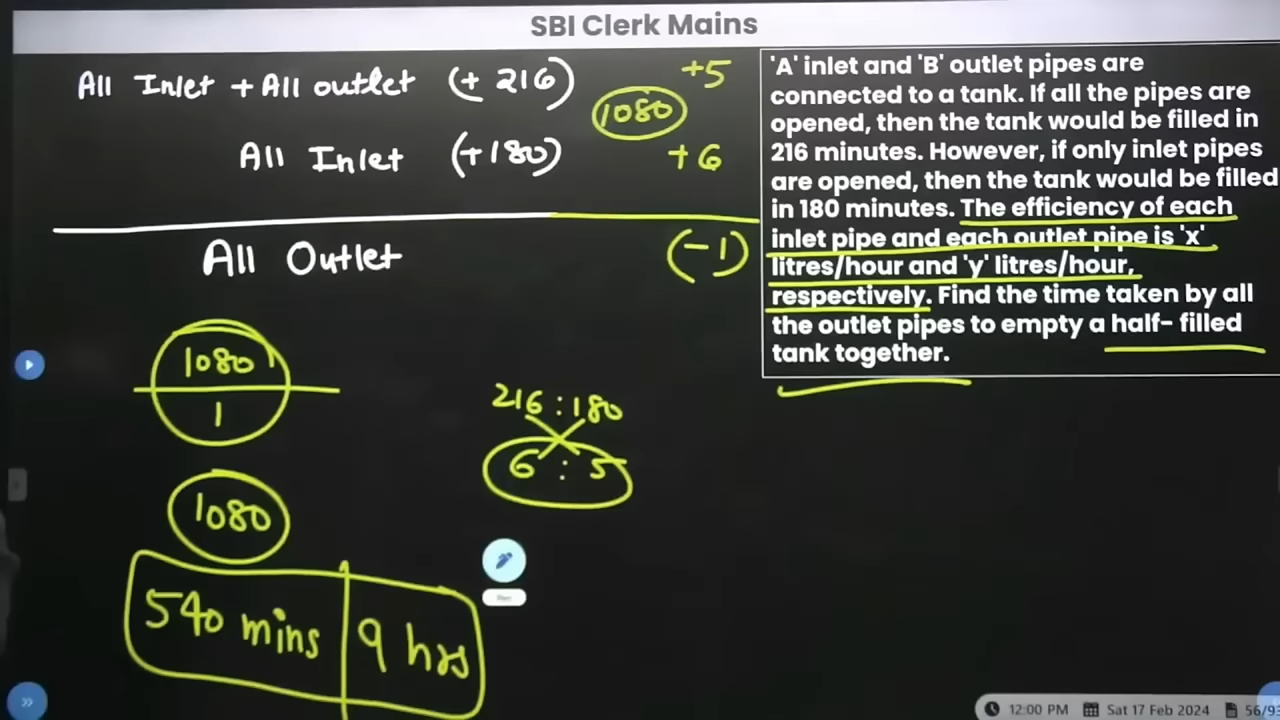 SBI Clerk Mains
All Inlet + All outlet (+ 216) +5
1080
All Inlet (+180) +6
All Outlet (-1)
1080
1
216 : 180
6 : 5
1080
540 mins 9 hrs
'A' inlet and 'B' outlet pipes are
connected to a tank. If all the pipes are
opened, then the tank would be filled in
216 minutes. However, if only inlet pipes
are opened, then the tank would be filled
in 180 minutes. The efficiency of each
inlet pipe and each outlet pipe is 'x'
litres/hour and 'y' litres/hour,
respectively. Find the time taken by all
the outlet pipes to empty a half- filled
tank together.
12:00 PM Sat 17 Feb 2024 56/93